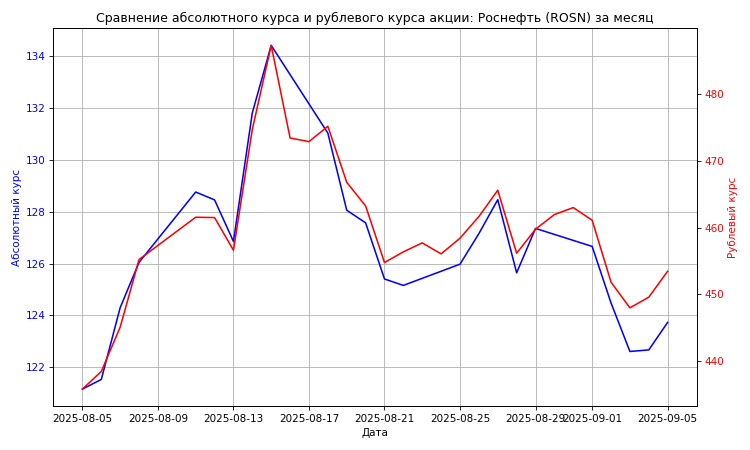 Сравнение абсолютного курса и рублевого курса акции: Роснефть (ROSN) за месяц
134
132
130
128
126
124
122
Абсолютный курс
480
470
460
450
440
Рублевый курс
2025-08-05 2025-08-09 2025-08-13 2025-08-17 2025-08-21 2025-08-25 2025-08-29 2025-09-01 2025-09-05
Дата